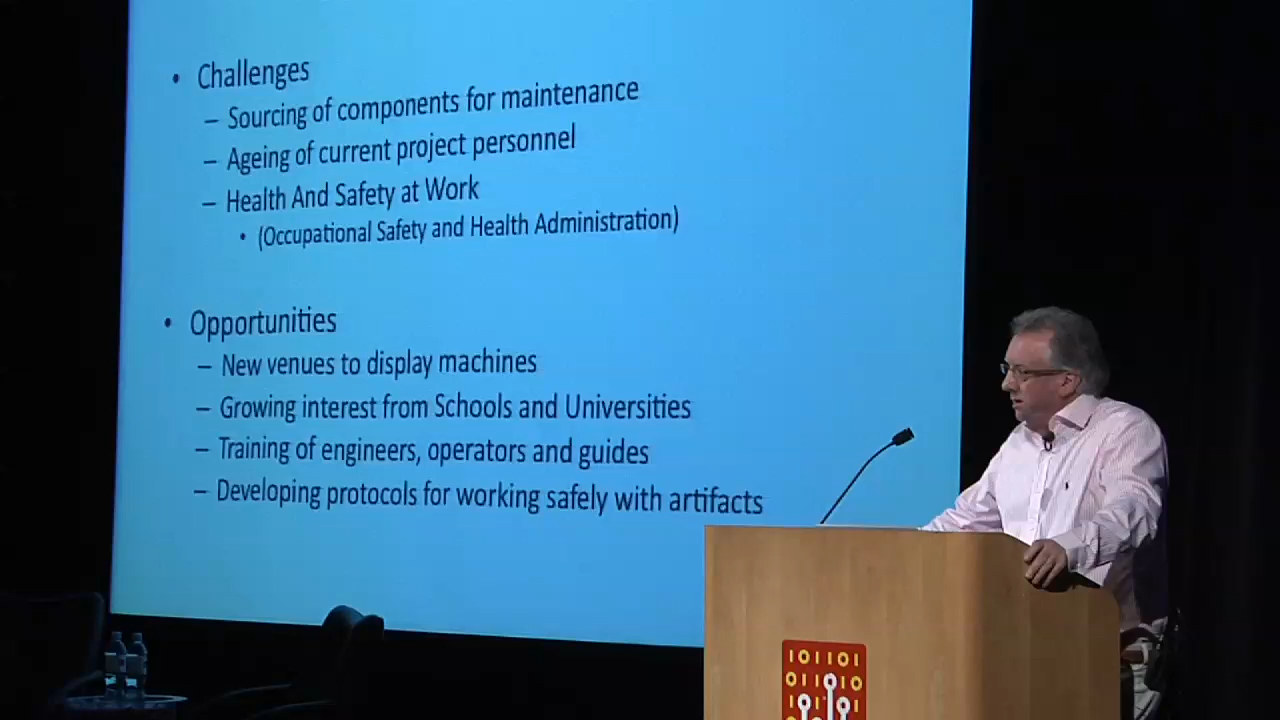 • Challenges
– Sourcing of components for maintenance
– Ageing of current project personnel
– Health And Safety at Work
• (Occupational Safety and Health Administration)
• Opportunities
– New venues to display machines
– Growing interest from Schools and Universities
– Training of engineers, operators and guides
– Developing protocols for working safely with artifacts
101101